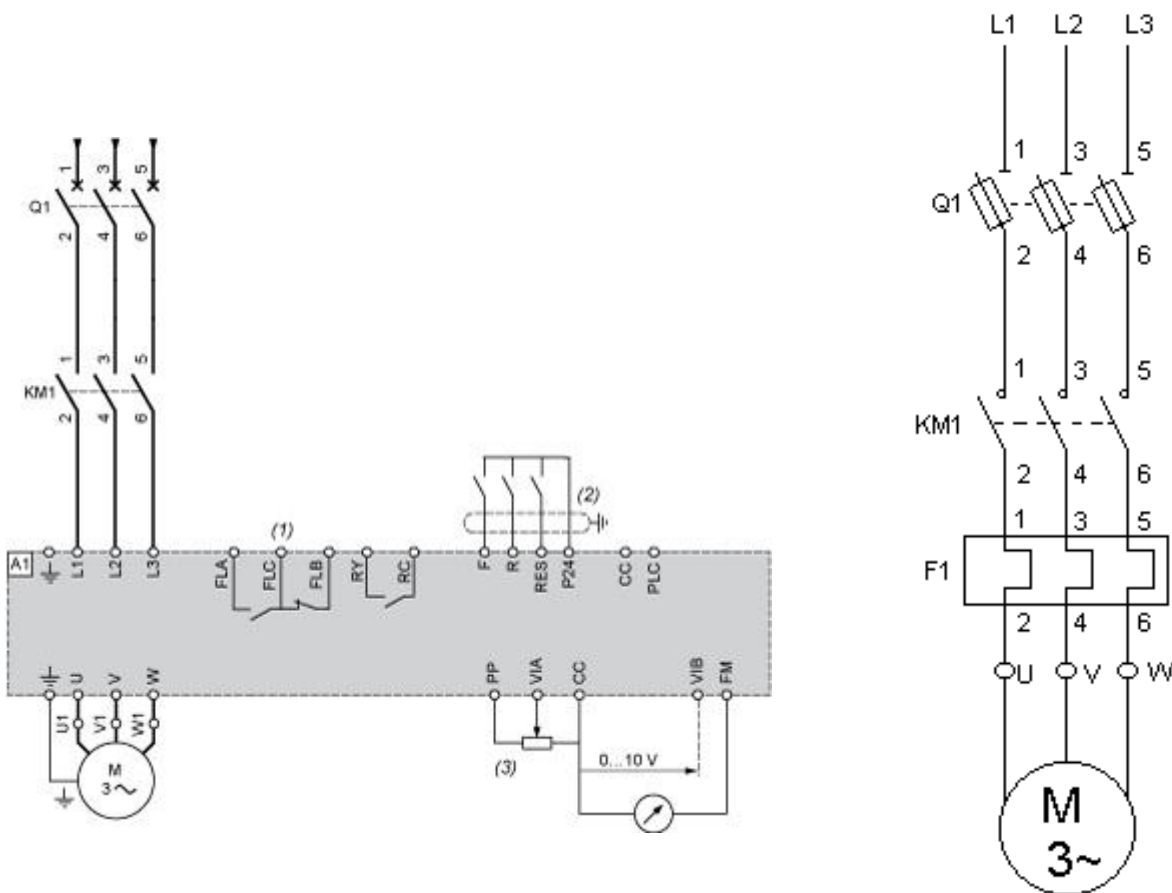 1 3 5
Q1
2 4 6
1 3 5
KM1
2 4 6
(1)
(2)
A1
L1 L2 L3 FLA FLC FLB RY RC F R RES P24 CC PLC
U V W PP VIA CC VIB FM
U1 V1 W1
(3)
0...10 V
M
3~
L1 L2 L3
1 3 5
Q1
2 4 6
1 3 5
KM1
2 4 6
1 3 5
F1
2 4 6
U V W
M
3~